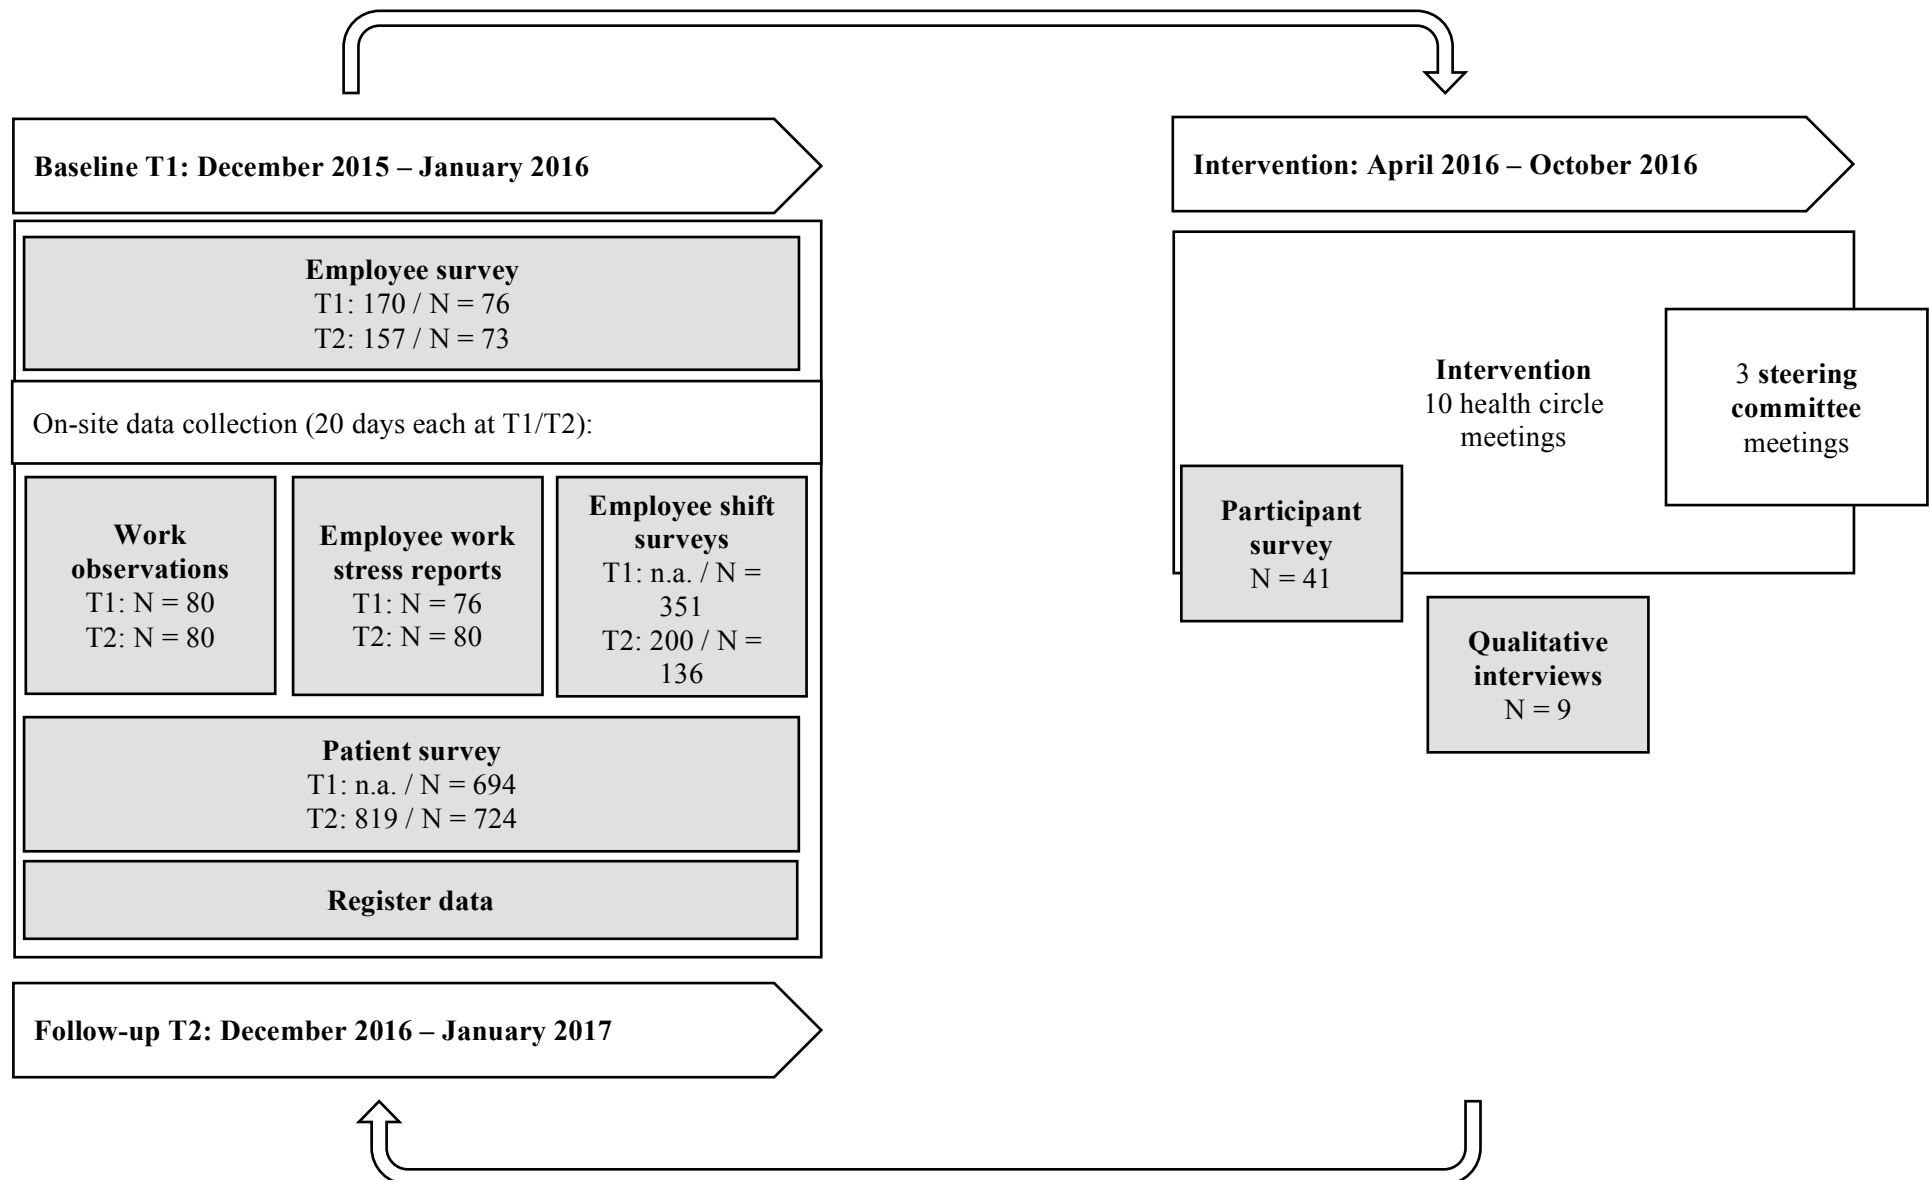 Baseline T1: December 2015 – January 2016
Employee survey
T1: 170 / N = 76
T2: 157 / N = 73
On-site data collection (20 days each at T1/T2):
Work
observations
T1: N = 80
T2: N = 80
Employee work
stress reports
T1: N = 76
T2: N = 80
Employee shift
surveys
T1: n.a. / N =
351
T2: 200 / N =
136
Patient survey
T1: n.a. / N = 694
T2: 819 / N = 724
Register data
Follow-up T2: December 2016 – January 2017
Intervention: April 2016 – October 2016
Intervention
10 health circle
meetings
3 steering
committee
meetings
Participant
survey
N = 41
Qualitative
interviews
N = 9